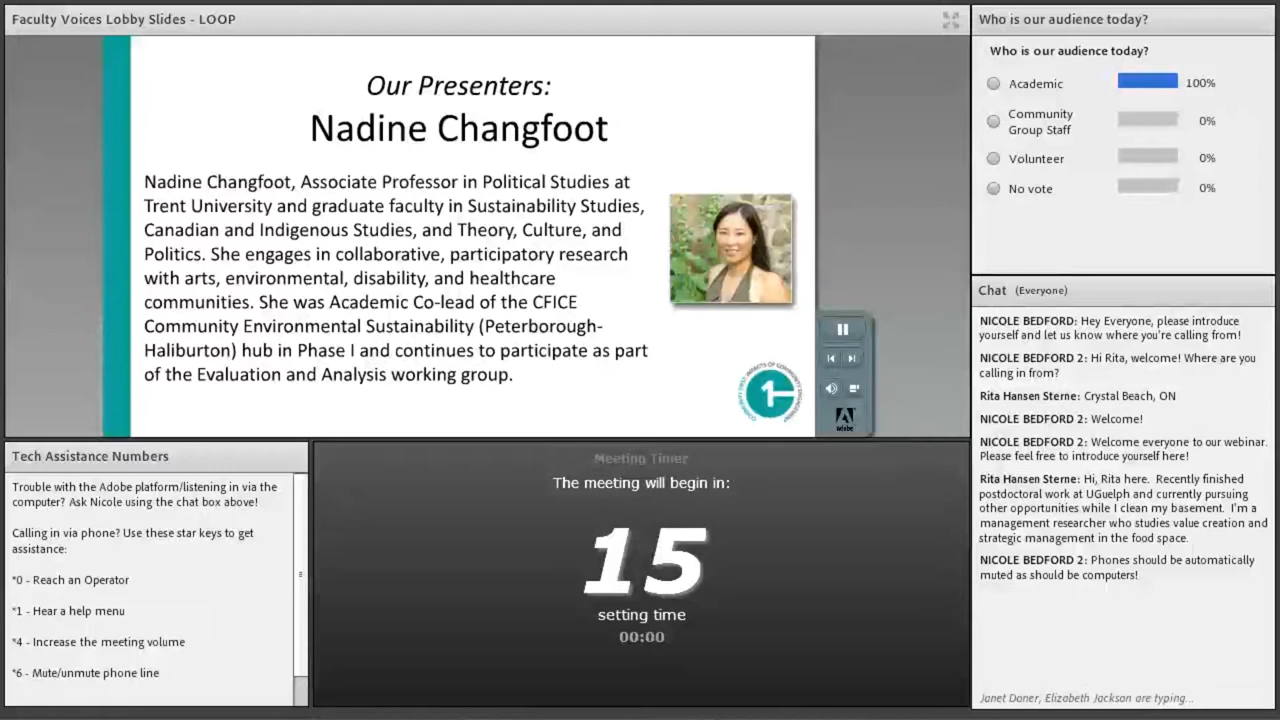 Faculty Voices Lobby Slides - LOOP
Our Presenters:
Nadine Changfoot
Nadine Changfoot, Associate Professor in Political Studies at
Trent University and graduate faculty in Sustainability Studies,
Canadian and Indigenous Studies, and Theory, Culture, and
Politics. She engages in collaborative, participatory research
with arts, environmental, disability, and healthcare
communities. She was Academic Co-lead of the CFICE
Community Environmental Sustainability (Peterborough-
Haliburton) hub in Phase I and continues to participate as part
of the Evaluation and Analysis working group.
Adobe
Who is our audience today?
Who is our audience today?
Academic 100%
Community
Group Staff 0%
Volunteer 0%
No vote 0%
Chat (Everyone)
NICOLE BEDFORD: Hey Everyone, please introduce
yourself and let us know where you're calling from!
NICOLE BEDFORD 2: Hi Rita, welcome! Where are you
calling in from?
Rita Hansen Sterne: Crystal Beach, ON
NICOLE BEDFORD 2: Welcome!
NICOLE BEDFORD 2: Welcome everyone to our webinar.
Please feel free to introduce yourself here!
Rita Hansen Sterne: Hi, Rita here. Recently finished
postdoctoral work at UGuelph and currently pursuing
other opportunities while I clean my basement. I'm a
management researcher who studies value creation and
strategic management in the food space.
NICOLE BEDFORD 2: Phones should be automatically
muted as should be computers!
Janet Doner, Elizabeth Jackson are typing...
Tech Assistance Numbers
Trouble with the Adobe platform/listening in via the
computer? Ask Nicole using the chat box above!
Calling in via phone? Use these star keys to get
assistance:
*0 - Reach an Operator
*1 - Hear a help menu
*4 - Increase the meeting volume
*6 - Mute/unmute phone line
Meeting Timer
The meeting will begin in:
15
setting time
00:00